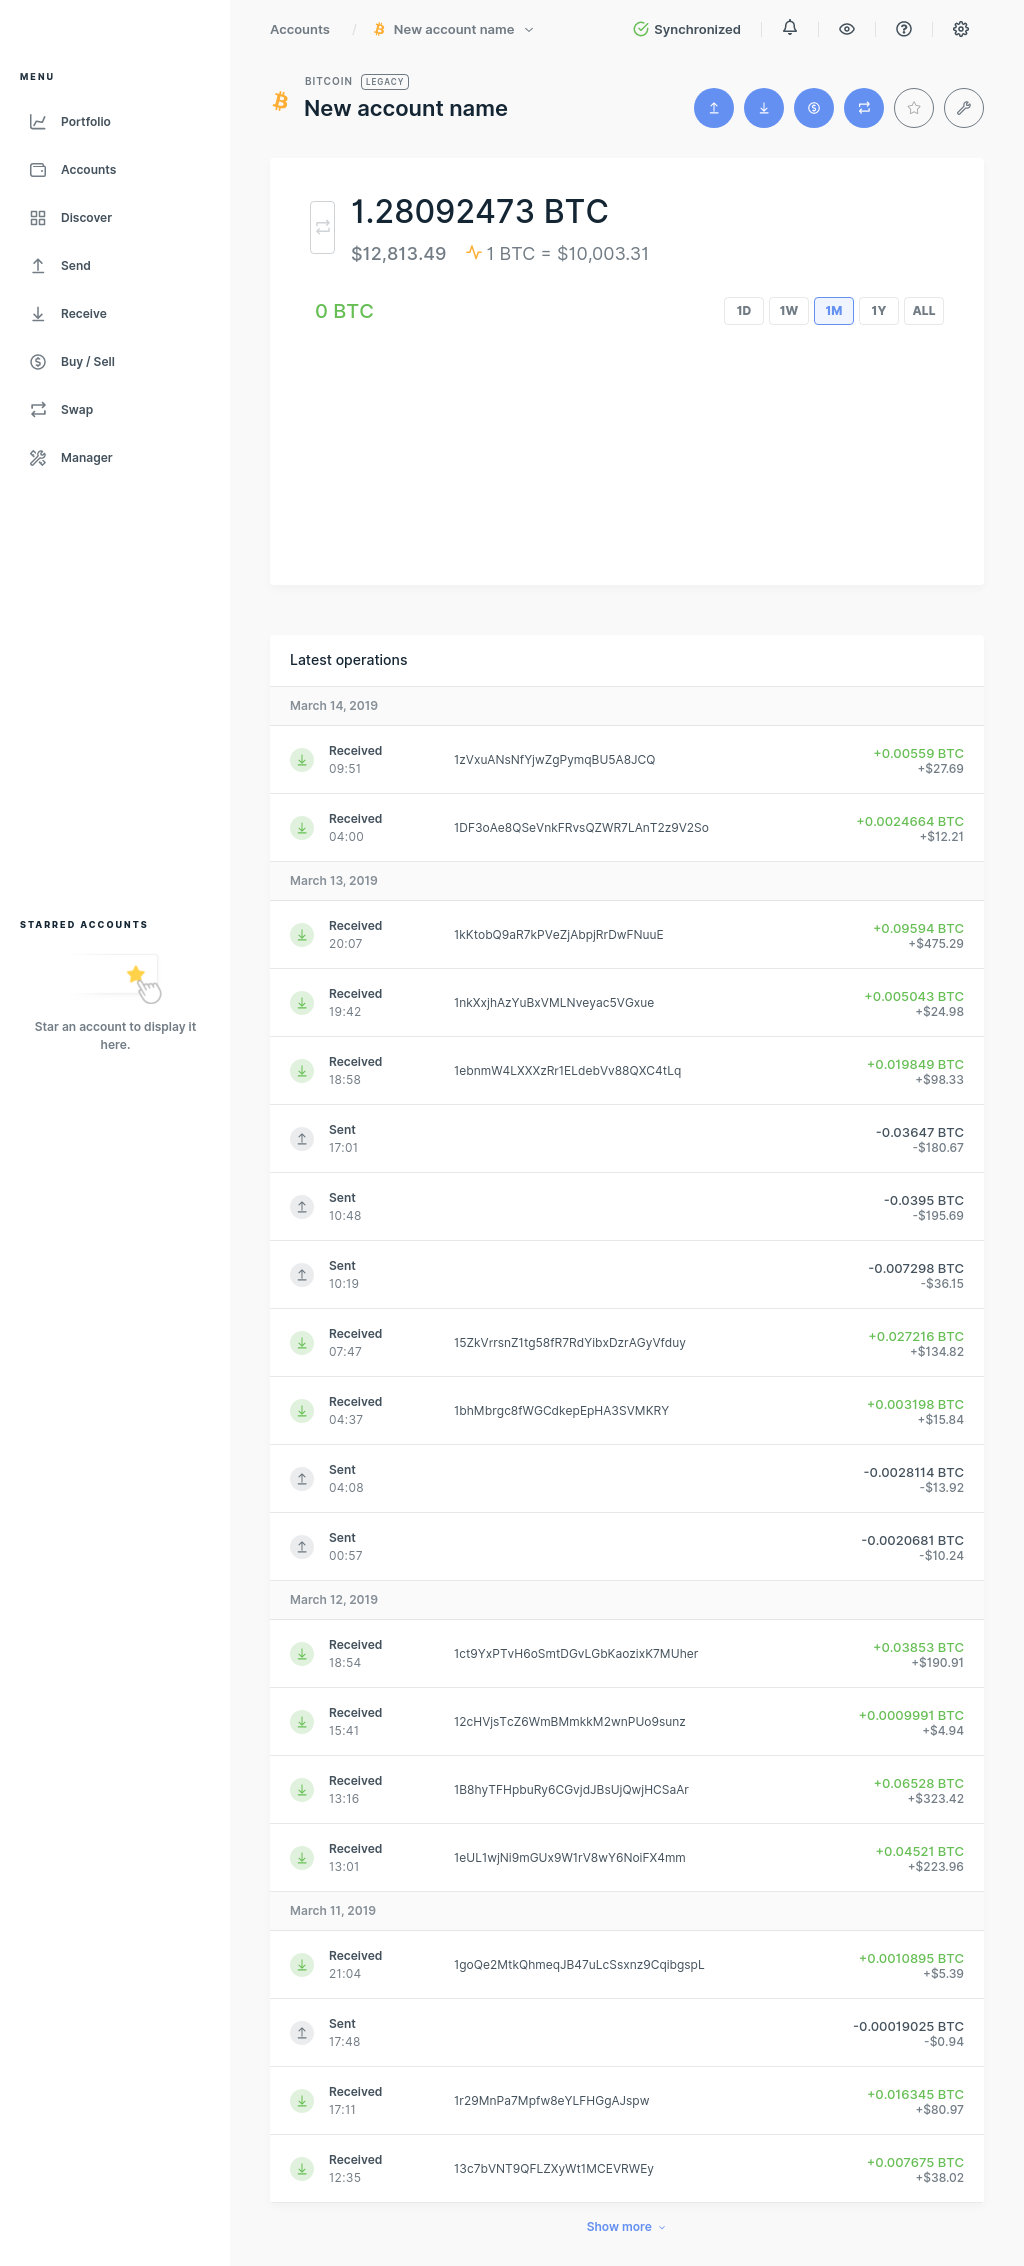 Accounts / New account name
Synchronized
MENU
Portfolio
Accounts
Discover
Send
Receive
Buy / Sell
Swap
Manager
STARRED ACCOUNTS
Star an account to display it
here.
BITCOIN LEGACY
New account name
1.28092473 BTC
$12,813.49 1 BTC = $10,003.31
0 BTC
1D 1W 1M 1Y ALL
Latest operations
March 14, 2019
Received
09:51
1zVxuANsNfYjwZgPymqBU5A8JCQ
+0.00559 BTC
+$27.69
Received
04:00
1DF3oAe8QSeVnkFRvsQZWR7LAnT2z9V2So
+0.0024664 BTC
+$12.21
March 13, 2019
Received
20:07
1kKtobQ9aR7kPVeZjAbpjRrDwFNuuE
+0.09594 BTC
+$475.29
Received
19:42
1nkXxjhAzYuBxVMLNveyac5VGxue
+0.005043 BTC
+$24.98
Received
18:58
1ebnmW4LXXXzRr1ELdebVv88QXC4tLq
+0.019849 BTC
+$98.33
Sent
17:01
-0.03647 BTC
-$180.67
Sent
10:48
-0.0395 BTC
-$195.69
Sent
10:19
-0.007298 BTC
-$36.15
Received
07:47
15ZkVrrsnZ1tg58fR7RdYibxDzrAGyVfduy
+0.027216 BTC
+$134.82
Received
04:37
1bhMbrgc8fWGCdkepEpHA3SVMKRY
+0.003198 BTC
+$15.84
Sent
04:08
-0.0028114 BTC
-$13.92
Sent
00:57
-0.0020681 BTC
-$10.24
March 12, 2019
Received
18:54
1ct9YxPTvH6oSmtDGvLGbKaozixK7MUher
+0.03853 BTC
+$190.91
Received
15:41
12cHVjsTcZ6WmBMmkkM2wnPUo9sunz
+0.0009991 BTC
+$4.94
Received
13:16
1B8hyTFHpbuRy6CGvjdJBsUjQwjHCSaAr
+0.06528 BTC
+$323.42
Received
13:01
1eUL1wjNi9mGUx9W1rV8wY6NoiFX4mm
+0.04521 BTC
+$223.96
March 11, 2019
Received
21:04
1goQe2MtkQhmeqJB47uLcSsxnz9CqibgspL
+0.0010895 BTC
+$5.39
Sent
17:48
-0.00019025 BTC
-$0.94
Received
17:11
1r29MnPa7Mpfw8eYLFHGgAJspw
+0.016345 BTC
+$80.97
Received
12:35
13c7bVNT9QFLZXyWt1MCEVRWEy
+0.007675 BTC
+$38.02
Show more